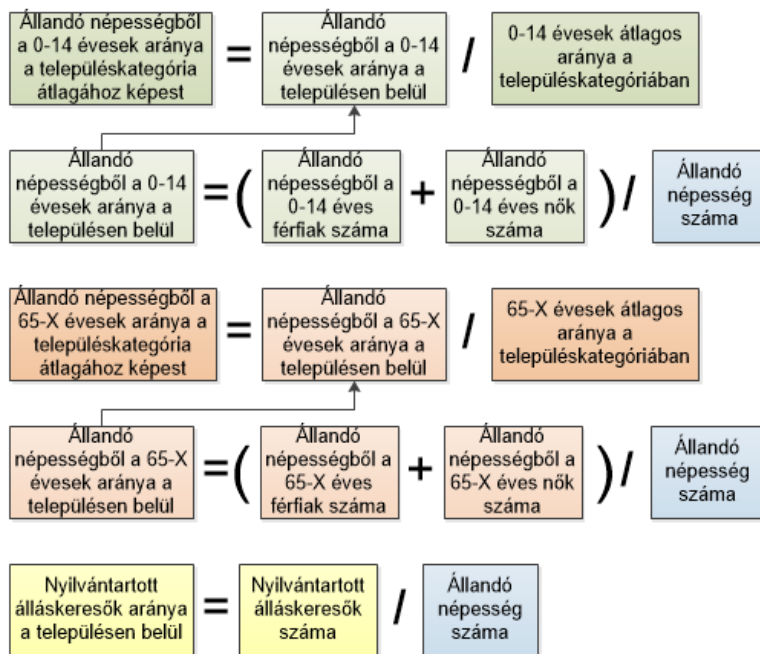 Állandó népességből
a 0-14 évesek aránya
a településkategória
átlagához képest
=
Állandó
népességből a 0-14
évesek aránya a
településen belül
/
0-14 évesek átlagos
aránya a
településkategóriában
Állandó
népességből a 0-14
évesek aránya a
településen belül
=
(
Állandó
népességből a
0-14 éves
férfiak száma
+
Állandó
népességből a
0-14 éves nők
száma
)
/
Állandó
népesség
száma
Állandó népességből a
65-X évesek aránya a
településkategória
átlagához képest
=
Állandó
népességből a 65-X
évesek aránya a
településen belül
/
65-X évesek átlagos
aránya a
településkategóriában
Állandó
népességből a 65-X
évesek aránya a
településen belül
=
(
Állandó
népességből a
65-X éves
férfiak száma
+
Állandó
népességből a
65-X éves nők
száma
)
/
Állandó
népesség
száma
Nyilvántartott
álláskeresők aránya
a településen belül
=
Nyilvántartott
álláskeresők
száma
/
Állandó
népesség
száma